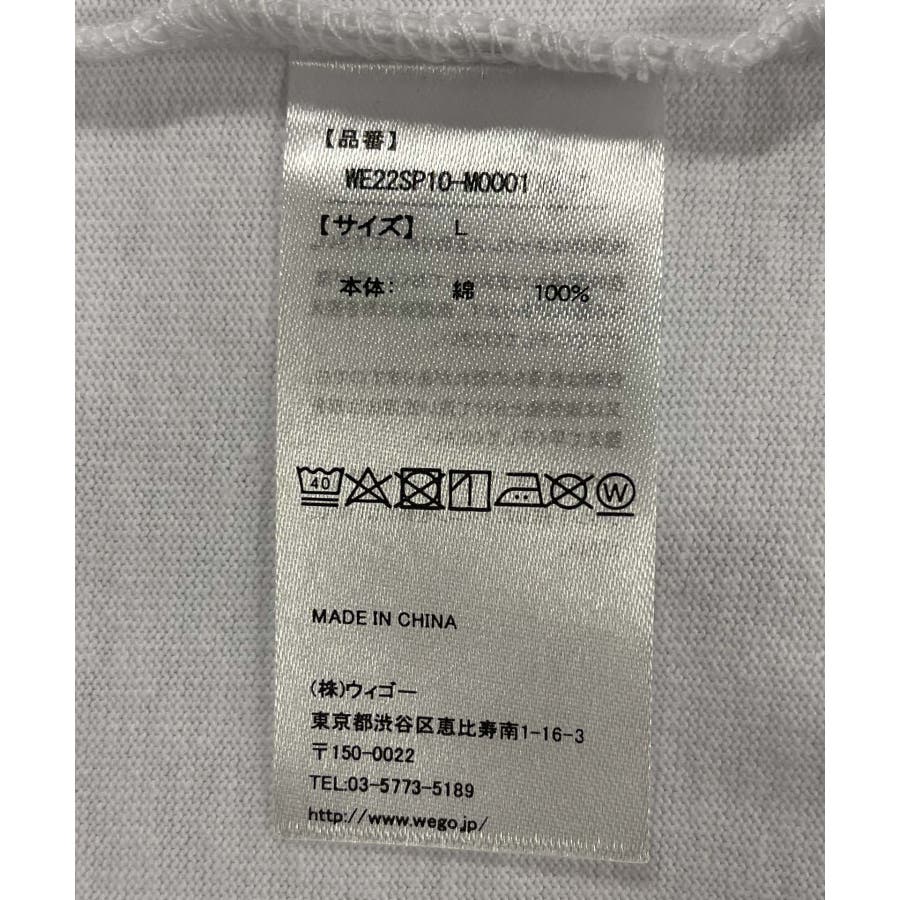 【品番】
WE22SP10-M0001
【サイズ】 L
本体: 綿 100%
40
W
MADE IN CHINA
(株)ウィゴー
東京都渋谷区恵比寿南1-16-3
〒150-0022
TEL:03-5773-5189
http://www.wego.jp/